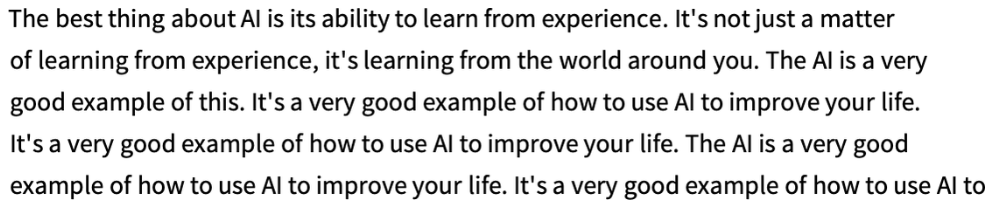 The best thing about AI is its ability to learn from experience. It's not just a matter
of learning from experience, it's learning from the world around you. The AI is a very
good example of this. It's a very good example of how to use AI to improve your life.
It's a very good example of how to use AI to improve your life. The AI is a very good
example of how to use AI to improve your life. It's a very good example of how to use AI to